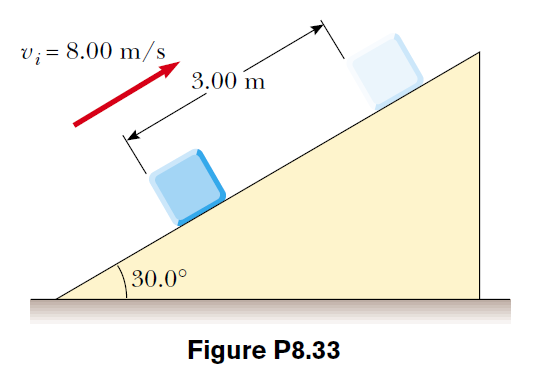 v_i = 8.00 m/s
3.00 m
30.0°
Figure P8.33